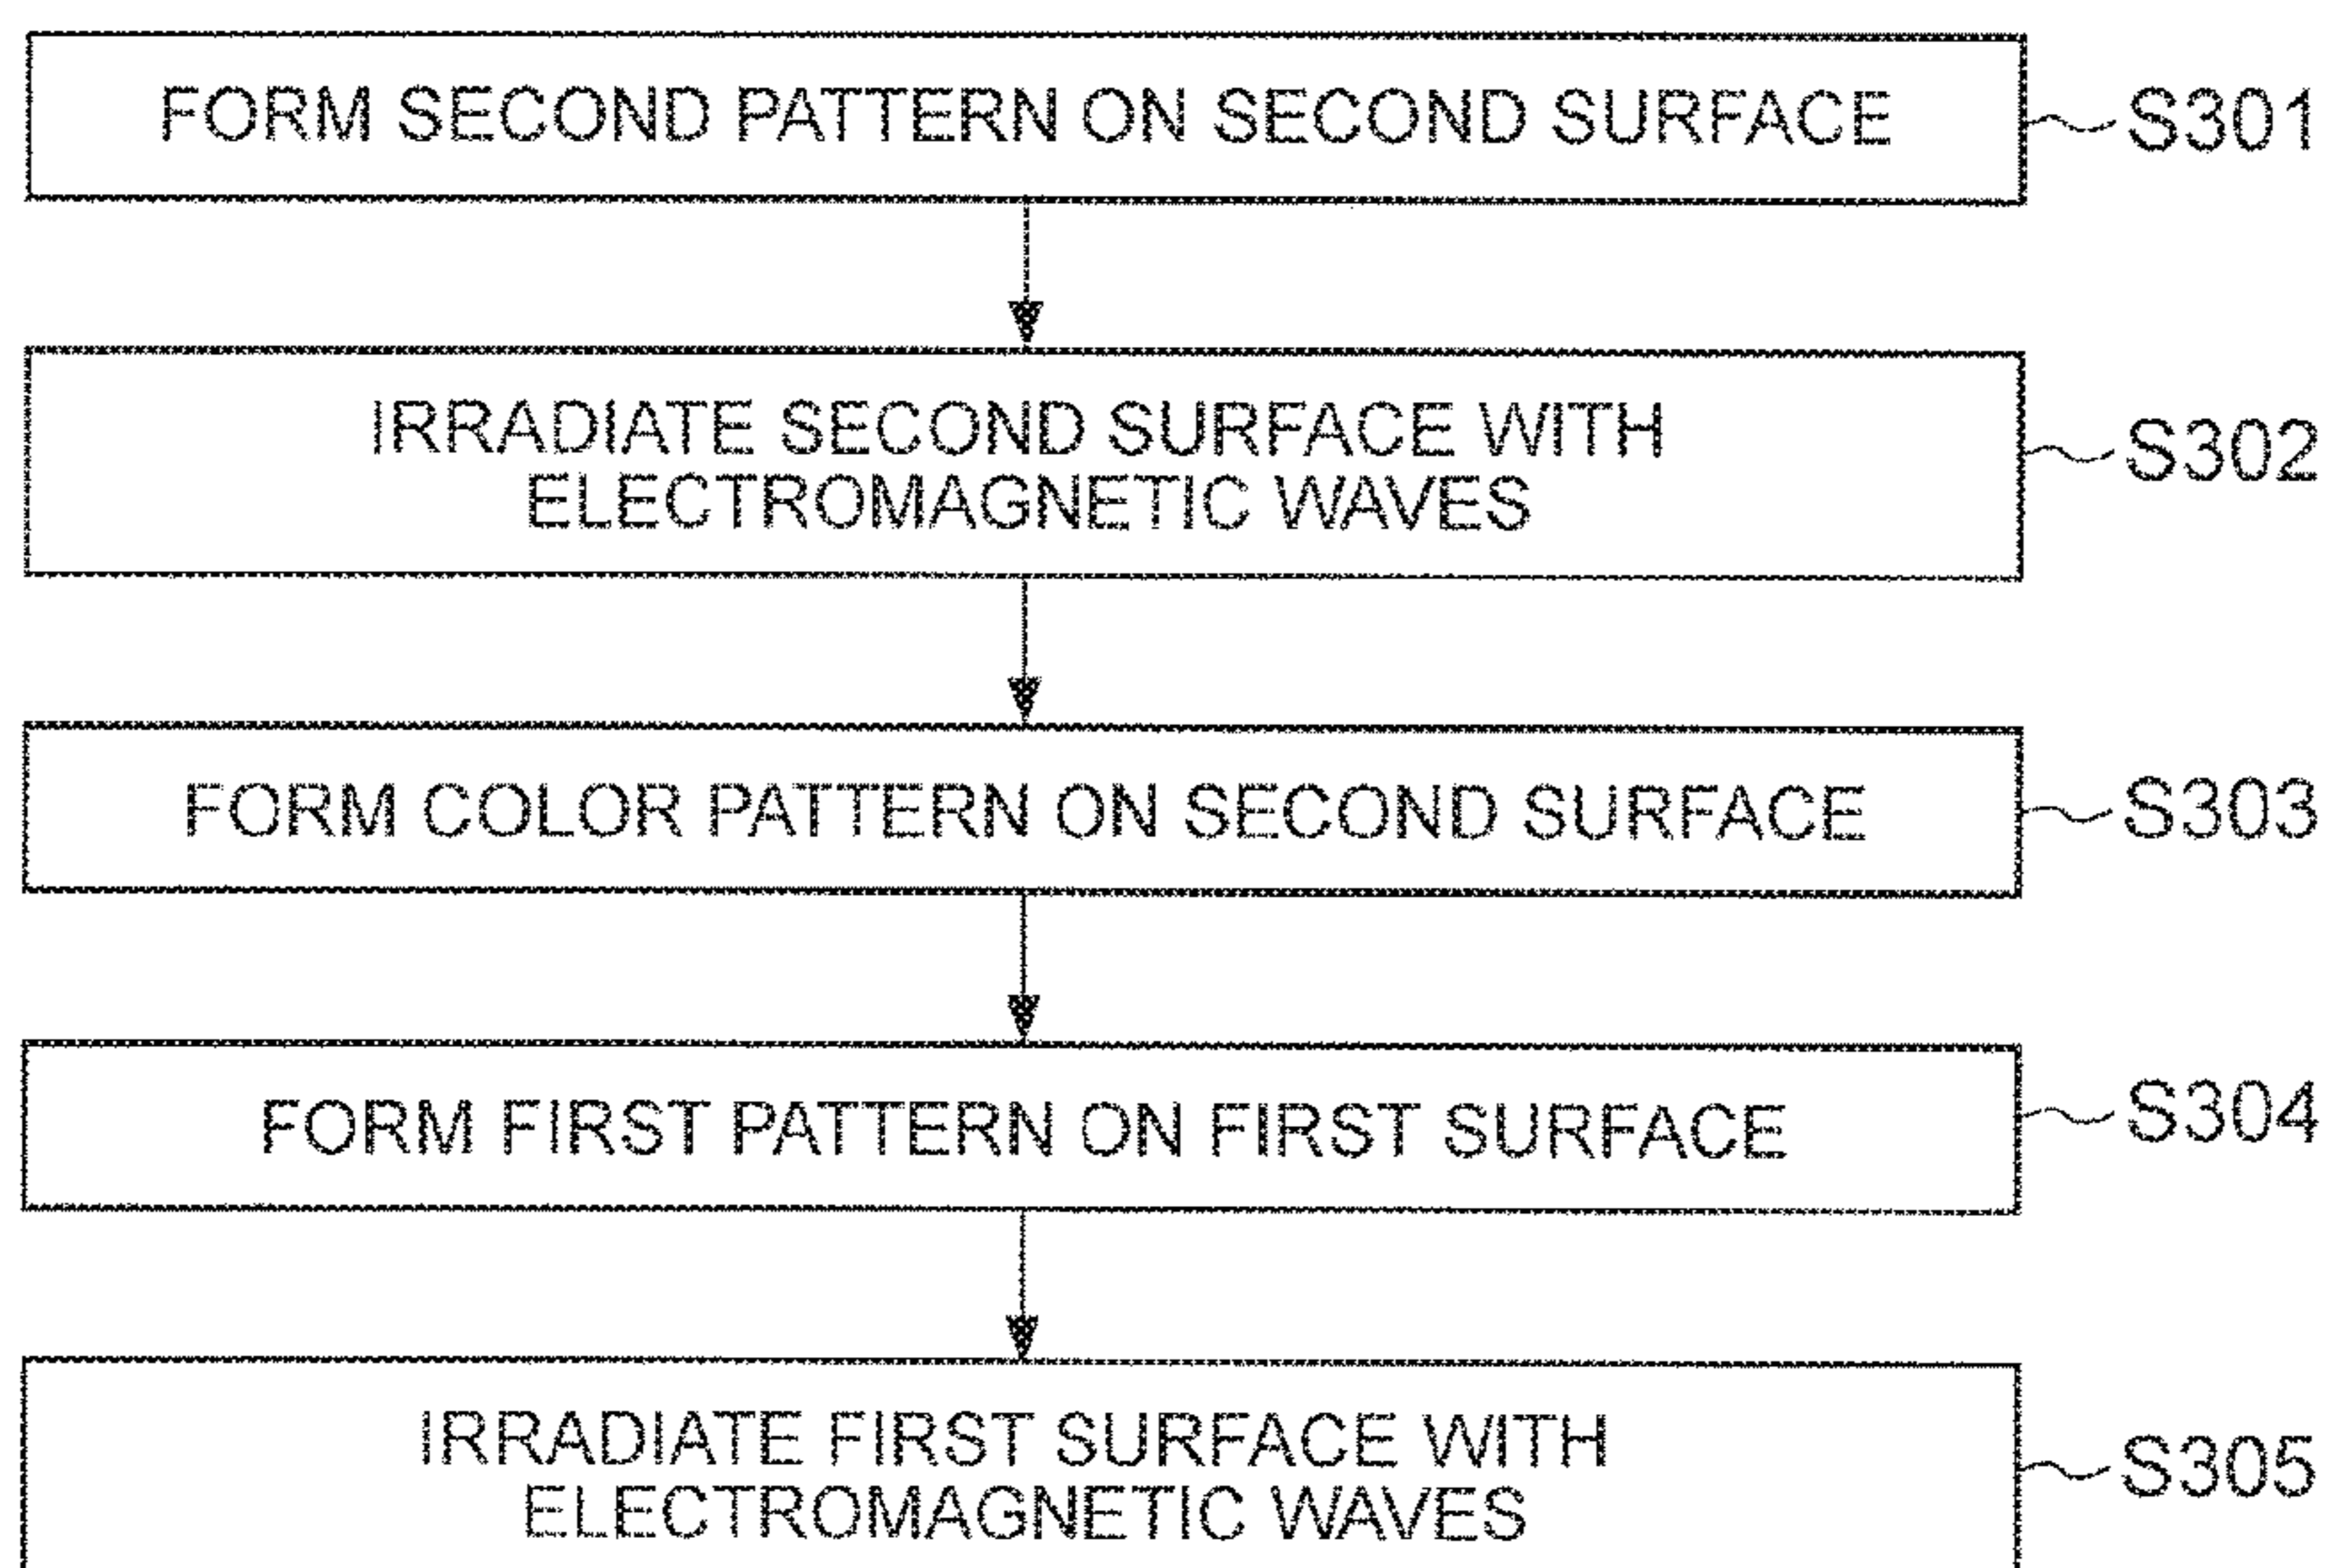 FORM SECOND PATTERN ON SECOND SURFACE
S301
IRRADIATE SECOND SURFACE WITH
ELECTROMAGNETIC WAVES
S302
FORM COLOR PATTERN ON SECOND SURFACE
S303
FORM FIRST PATTERN ON FIRST SURFACE
S304
IRRADIATE FIRST SURFACE WITH
ELECTROMAGNETIC WAVES
S305